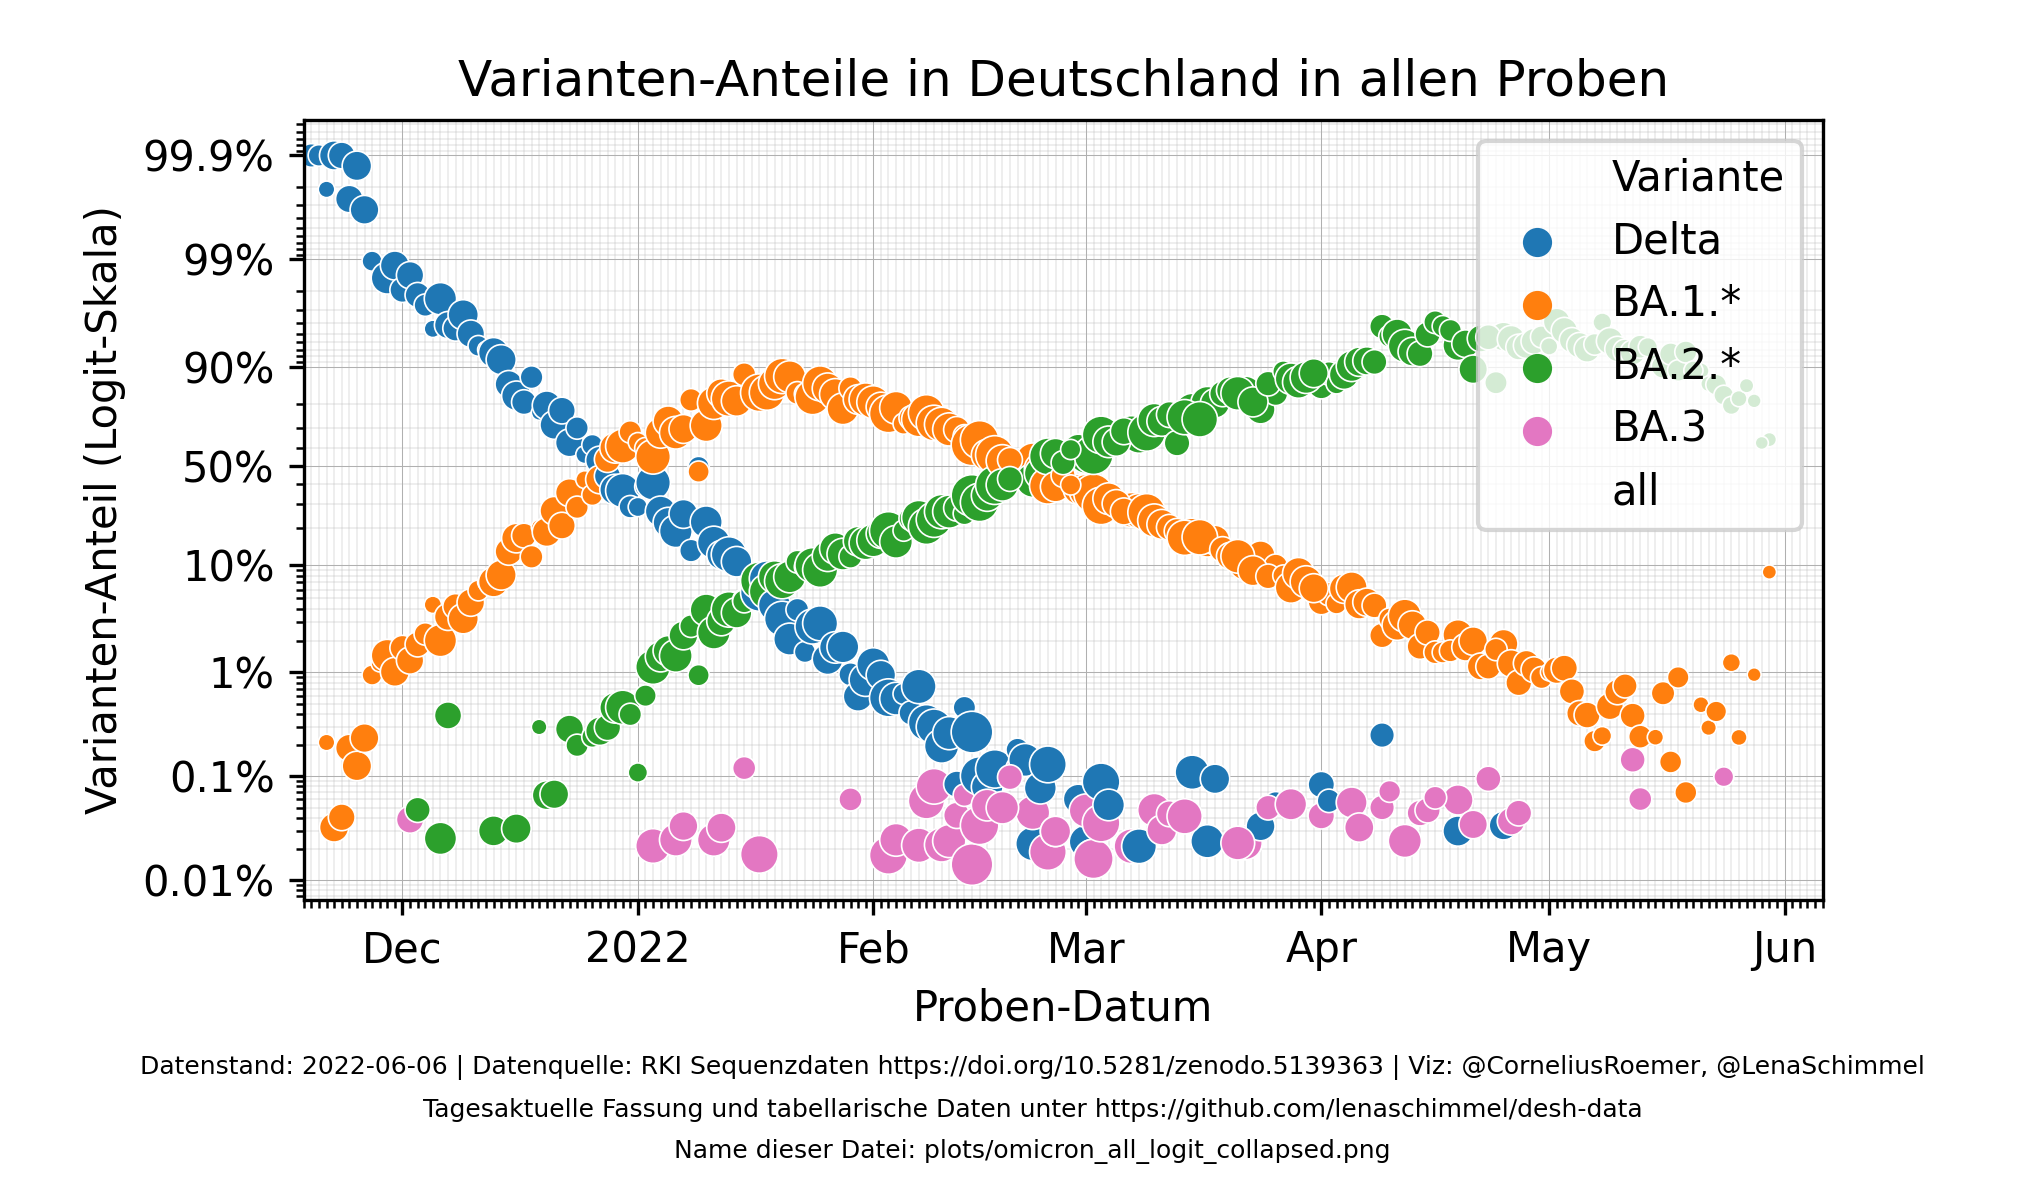 Varianten-Anteile in Deutschland in allen Proben
Varianten-Anteil (Logit-Skala)
99.9%
99%
90%
50%
10%
1%
0.1%
0.01%
Variante
Delta
BA.1.*
BA.2.*
BA.3
all
Dec 2022 Feb Mar Apr May Jun
Proben-Datum
Datenstand: 2022-06-06 | Datenquelle: RKI Sequenzdaten https://doi.org/10.5281/zenodo.5139363 | Viz: @CorneliusRoemer, @LenaSchimmel
Tagesaktuelle Fassung und tabellarische Daten unter https://github.com/lenaschimmel/desh-data
Name dieser Datei: plots/omicron_all_logit_collapsed.png